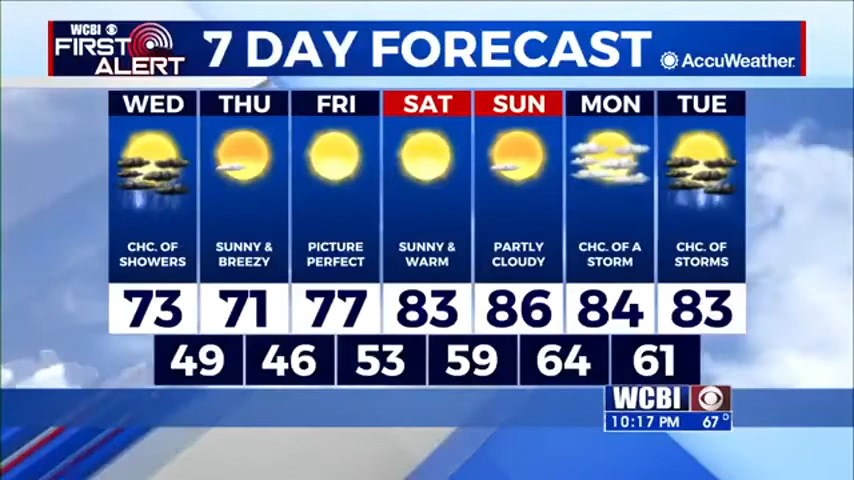 WCBI
FIRST
ALERT
7 DAY FORECAST
AccuWeather
WED THU FRI SAT SUN MON TUE
CHC. OF SUNNY & PICTURE SUNNY & PARTLY CHC. OF A CHC. OF
SHOWERS BREEZY PERFECT WARM CLOUDY STORM STORMS
73 71 77 83 86 84 83
49 46 53 59 64 61
WCBI
10:17 PM 67°